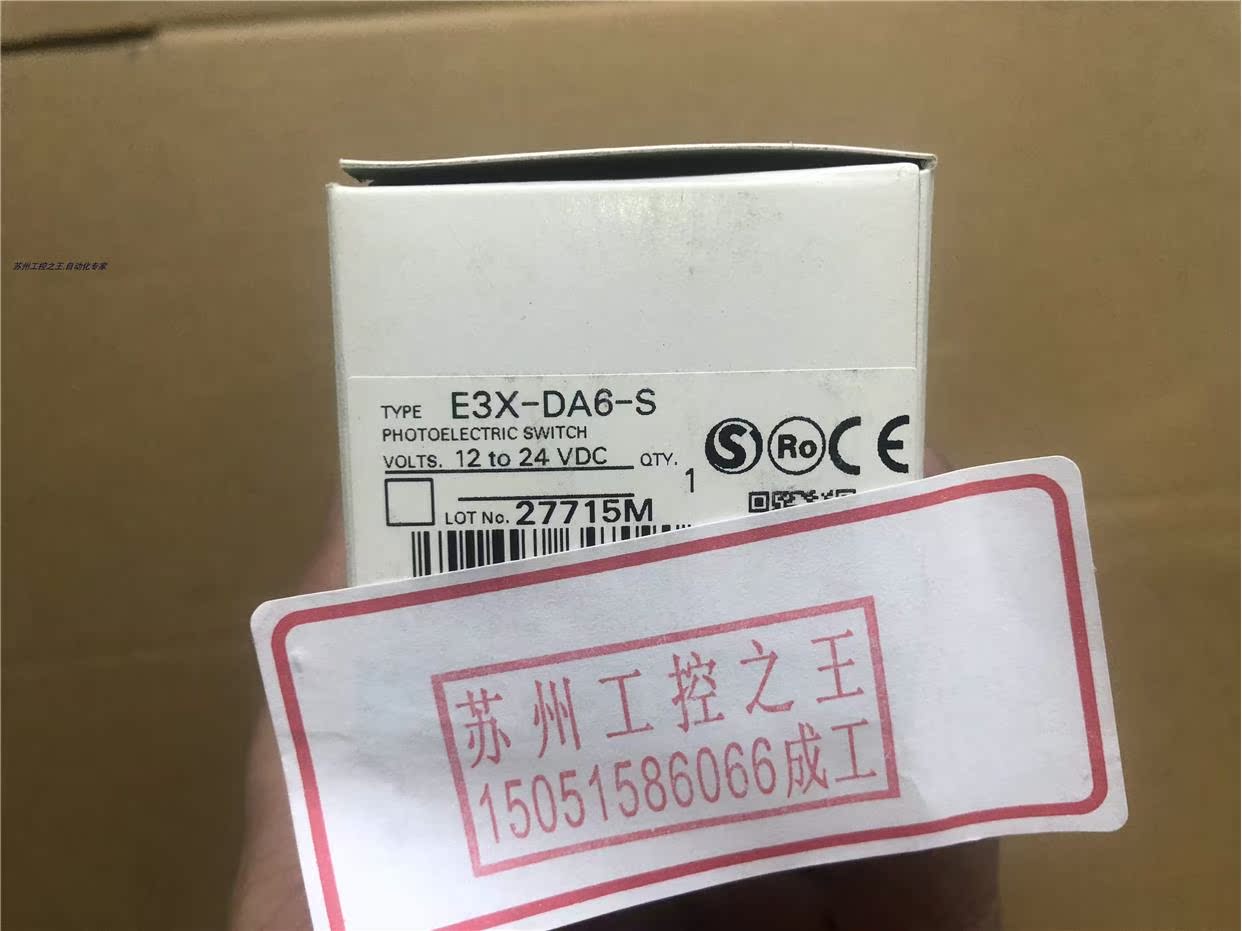 苏州工控之王.自动化专家
TYPE E3X-DA6-S
PHOTOELECTRIC SWITCH
VOLTS. 12 to 24 VDC QTY. 1
LOT No. 27715M
S Ro CE
苏州工控之王
15051586066成工